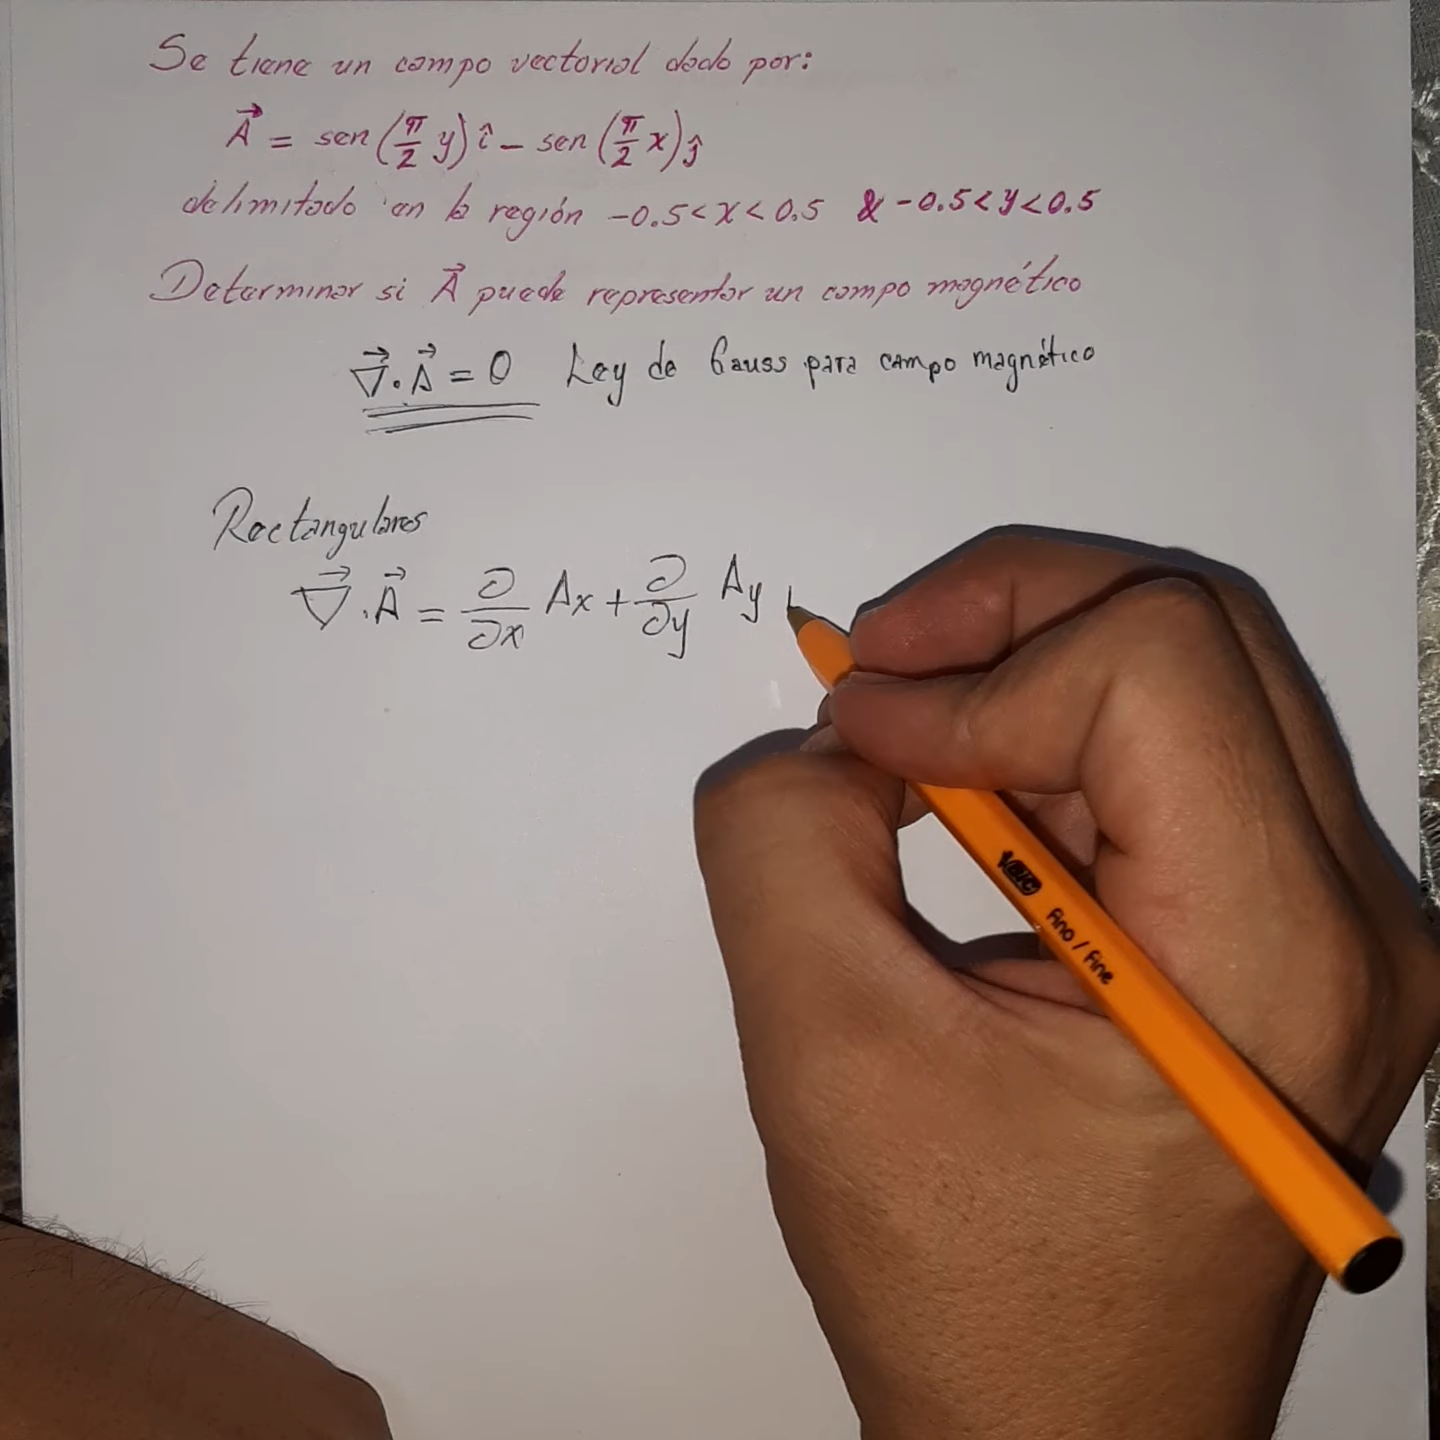 Se tiene un campo vectorial dado por:
A⃗ = sen(π/2 y) î - sen(π/2 x) ĵ
delimitado en la región -0.5 < x < 0.5 & -0.5 < y < 0.5
Determinar si A⃗ puede representar un campo magnético
∇⃗ · A⃗ = 0 Ley de Gauss para campo magnético
Rectangulares
∇⃗ · A⃗ = ∂/∂x Ax + ∂/∂y Ay
BIC fino / fine